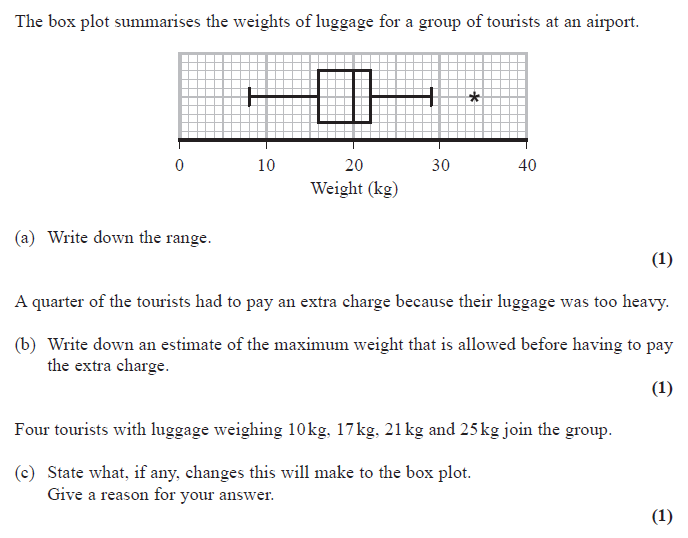 The box plot summarises the weights of luggage for a group of tourists at an airport.
*
0 10 20 30 40
Weight (kg)
(a) Write down the range.
(1)
A quarter of the tourists had to pay an extra charge because their luggage was too heavy.
(b) Write down an estimate of the maximum weight that is allowed before having to pay
the extra charge.
(1)
Four tourists with luggage weighing 10 kg, 17 kg, 21 kg and 25 kg join the group.
(c) State what, if any, changes this will make to the box plot.
Give a reason for your answer.
(1)